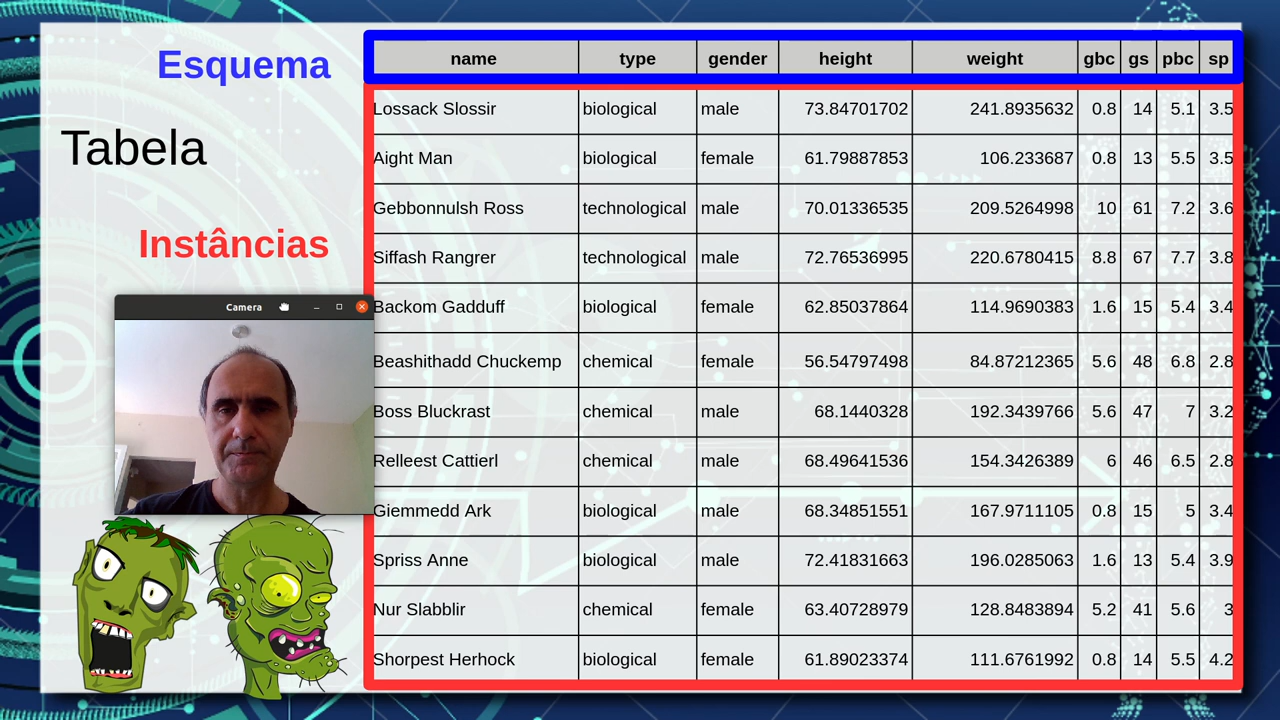 Esquema
Tabela
Instâncias
Camera
name type gender height weight gbc gs pbc sp
Lossack Slossir biological male 73.84701702 241.8935632 0.8 14 5.1 3.5
Aight Man biological female 61.79887853 106.233687 0.8 13 5.5 3.5
Gebbonnulsh Ross technological male 70.01336535 209.5264998 10 61 7.2 3.6
Siffash Rangrer technological male 72.76536995 220.6780415 8.8 67 7.7 3.8
Backom Gadduff biological female 62.85037864 114.9690383 1.6 15 5.4 3.4
Beashithadd Chuckemp chemical female 56.54797498 84.87212365 5.6 48 6.8 2.8
Boss Bluckrast chemical male 68.1440328 192.3439766 5.6 47 7 3.2
Relleest Cattierl chemical male 68.49641536 154.3426389 6 46 6.5 2.8
Giemmedd Ark biological male 68.34851551 167.9711105 0.8 15 5 3.4
Spriss Anne biological male 72.41831663 196.0285063 1.6 13 5.4 3.9
Nur Slabblir chemical female 63.40728979 128.8483894 5.2 41 5.6 3
Shorpest Herhock biological female 61.89023374 111.6761992 0.8 14 5.5 4.2